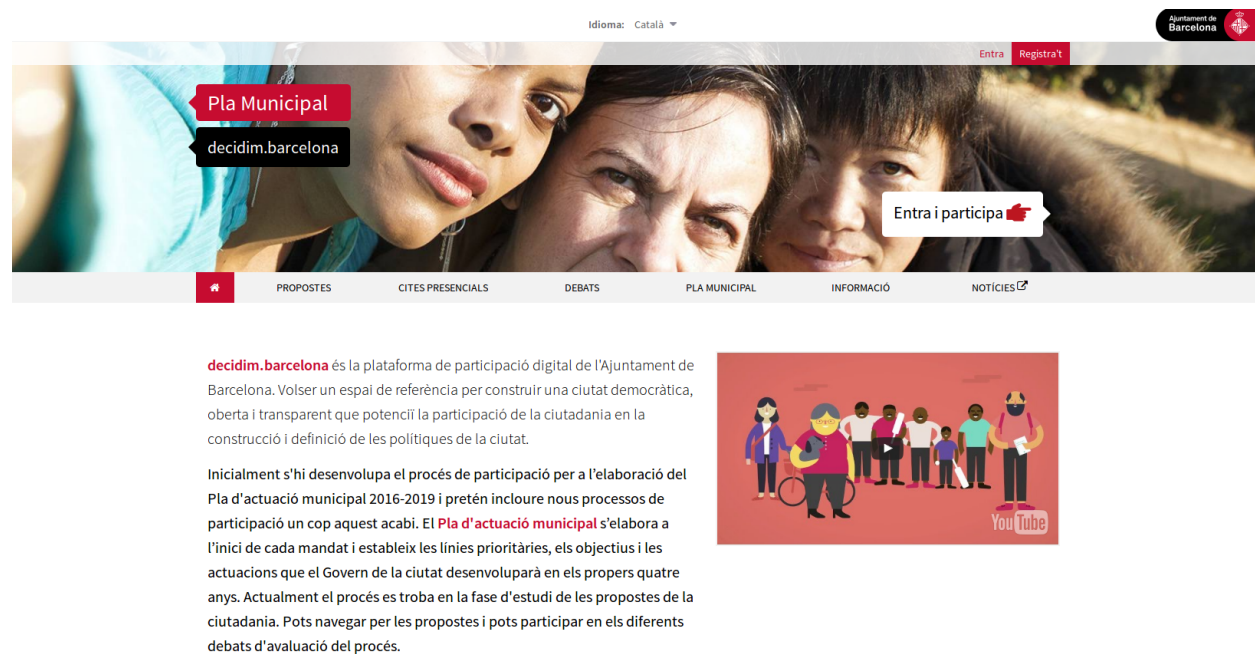 Idioma: Català
Ajuntament de
Barcelona
Entra Registra't
Pla Municipal
decidim.barcelona
Entra i participa
PROPOSTES CITES PRESENCIALS DEBATS PLA MUNICIPAL INFORMACIÓ NOTÍCIES
decidim.barcelona és la plataforma de participació digital de l'Ajuntament de
Barcelona. Volser un espai de referència per construir una ciutat democràtica,
oberta i transparent que potenciï la participació de la ciutadania en la
construcció i definició de les polítiques de la ciutat.
Inicialment s'hi desenvolupa el procés de participació per a l’elaboració del
Pla d'actuació municipal 2016-2019 i pretén incloure nous processos de
participació un cop aquest acabi. El Pla d'actuació municipal s’elabora a
l’inici de cada mandat i estableix les línies prioritàries, els objectius i les
actuacions que el Govern de la ciutat desenvoluparà en els propers quatre
anys. Actualment el procés es troba en la fase d'estudi de les propostes de la
ciutadania. Pots navegar per les propostes i pots participar en els diferents
debats d'avaluació del procés.
YouTube